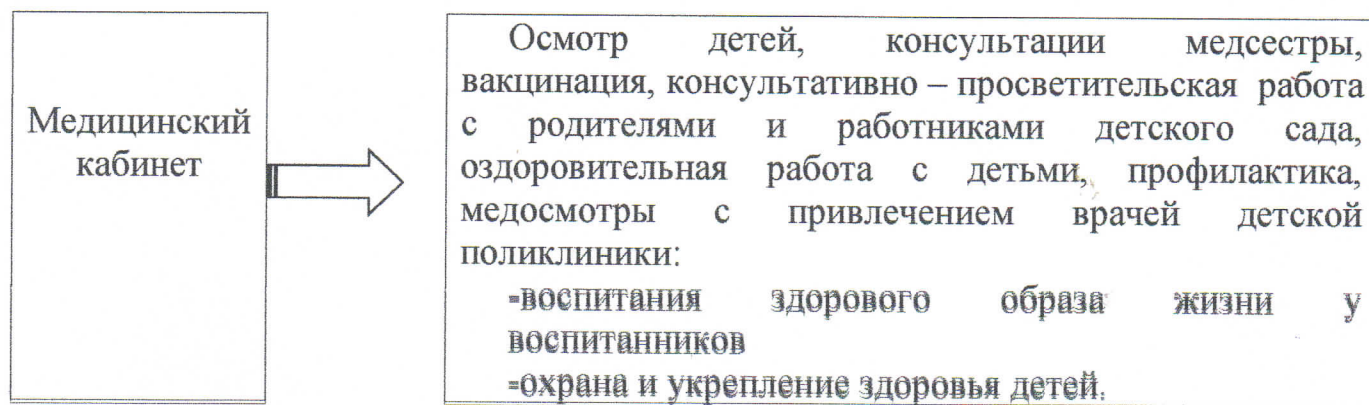 Медицинский
кабинет
Осмотр детей, консультации медсестры,
вакцинация, консультативно – просветительская работа
с родителями и работниками детского сада,
оздоровительная работа с детьми, профилактика,
медосмотры с привлечением врачей детской
поликлиники:
-воспитания здорового образа жизни у
воспитанников
-охрана и укрепление здоровья детей.